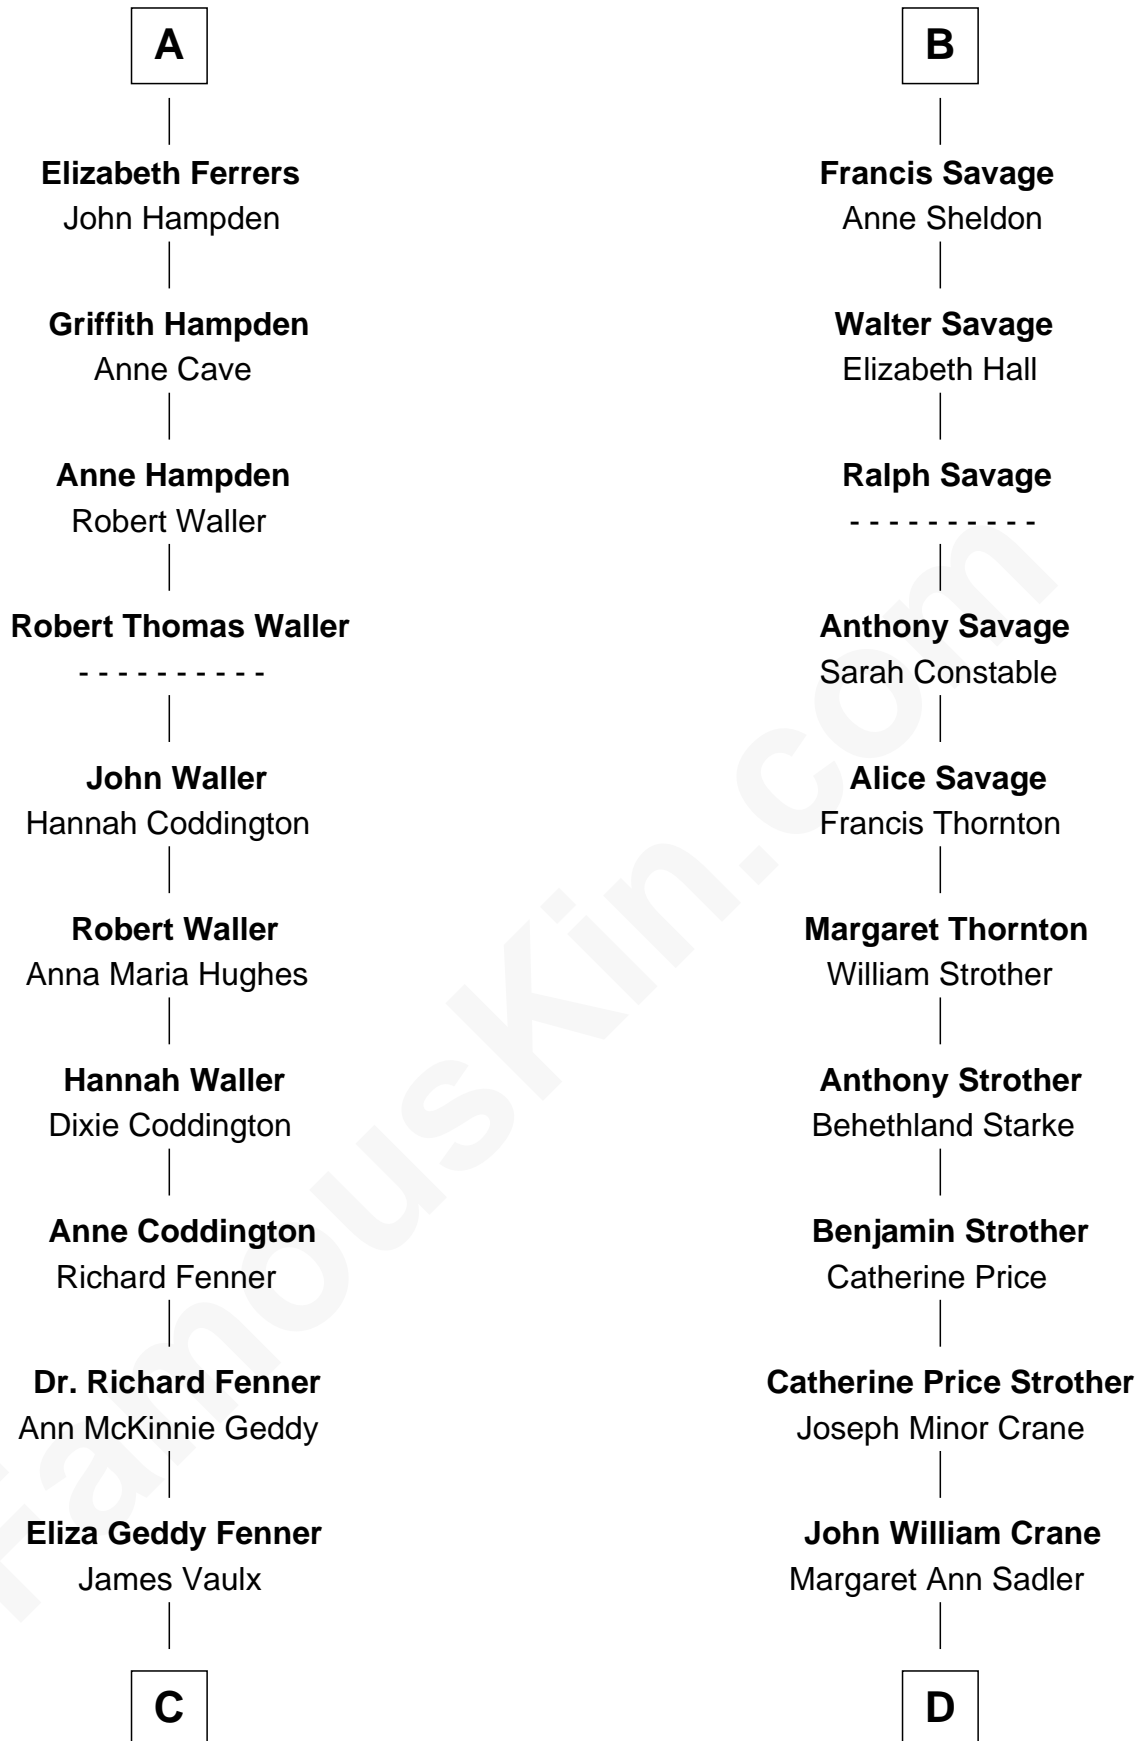 A
Elizabeth Ferrers
John Hampden
Griffith Hampden
Anne Cave
Anne Hampden
Robert Waller
Robert Thomas Waller
- - - - - - - - - -
John Waller
Hannah Coddington
Robert Waller
Anna Maria Hughes
Hannah Waller
Dixie Coddington
Anne Coddington
Richard Fenner
Dr. Richard Fenner
Ann McKinnie Geddy
Eliza Geddy Fenner
James Vaulx
C
B
Francis Savage
Anne Sheldon
Walter Savage
Elizabeth Hall
Ralph Savage
- - - - - - - - - -
Anthony Savage
Sarah Constable
Alice Savage
Francis Thornton
Margaret Thornton
William Strother
Anthony Strother
Behethland Starke
Benjamin Strother
Catherine Price
Catherine Price Strother
Joseph Minor Crane
John William Crane
Margaret Ann Sadler
D
FamousKin.com